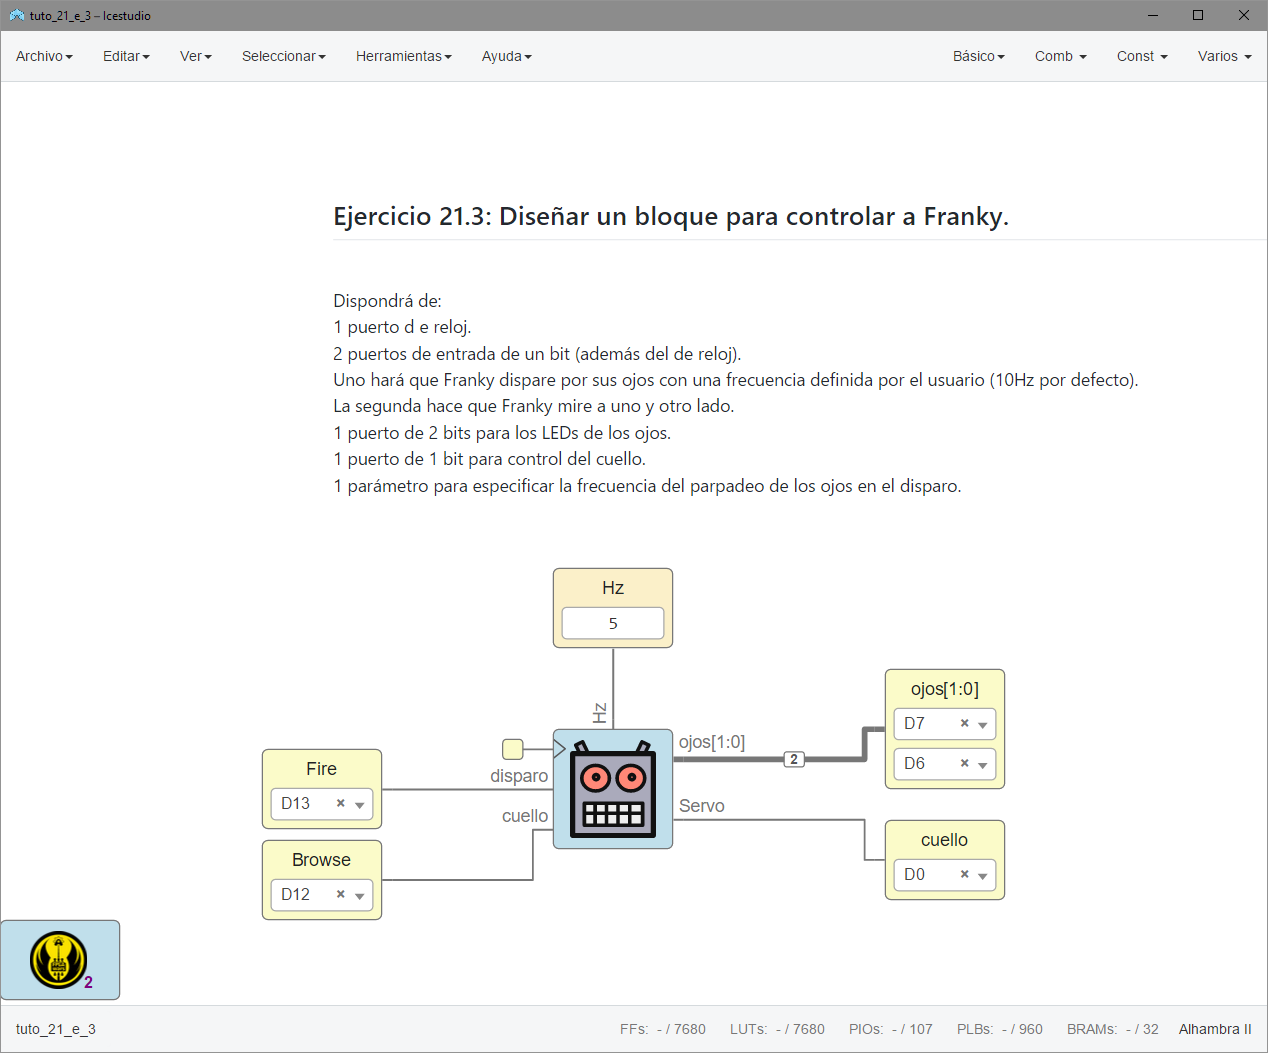 tuto_21_e_3 – Icestudio
Archivo Editar Ver Seleccionar Herramientas Ayuda Básico Comb Const Varios
Ejercicio 21.3: Diseñar un bloque para controlar a Franky.
Dispondrá de:
1 puerto d e reloj.
2 puertos de entrada de un bit (además del de reloj).
Uno hará que Franky dispare por sus ojos con una frecuencia definida por el usuario (10Hz por defecto).
La segunda hace que Franky mire a uno y otro lado.
1 puerto de 2 bits para los LEDs de los ojos.
1 puerto de 1 bit para control del cuello.
1 parámetro para especificar la frecuencia del parpadeo de los ojos en el disparo.
Hz
5
Hz
ojos[1:0]
D7
D6
ojos[1:0]
2
Fire
D13
disparo
cuello
Servo
Browse
D12
cuello
D0
2
tuto_21_e_3 FFs: - / 7680 LUTs: - / 7680 PIOs: - / 107 PLBs: - / 960 BRAMs: - / 32 Alhambra II